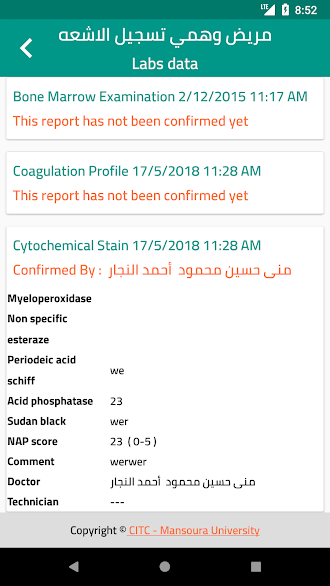 LTE 8:52
مريض وهمي تسجيل الاشعه
Labs data
Bone Marrow Examination 2/12/2015 11:17 AM
This report has not been confirmed yet
Coagulation Profile 17/5/2018 11:28 AM
This report has not been confirmed yet
Cytochemical Stain 17/5/2018 11:28 AM
Confirmed By : منى حسين محمود أحمد النجار
Myeloperoxidase
Non specific
esteraze
Periodeic acid
schiff we
Acid phosphatase 23
Sudan black wer
NAP score 23 ( 0-5 )
Comment werwer
Doctor منى حسين محمود أحمد النجار
Technician ---
Copyright © CITC - Mansoura University